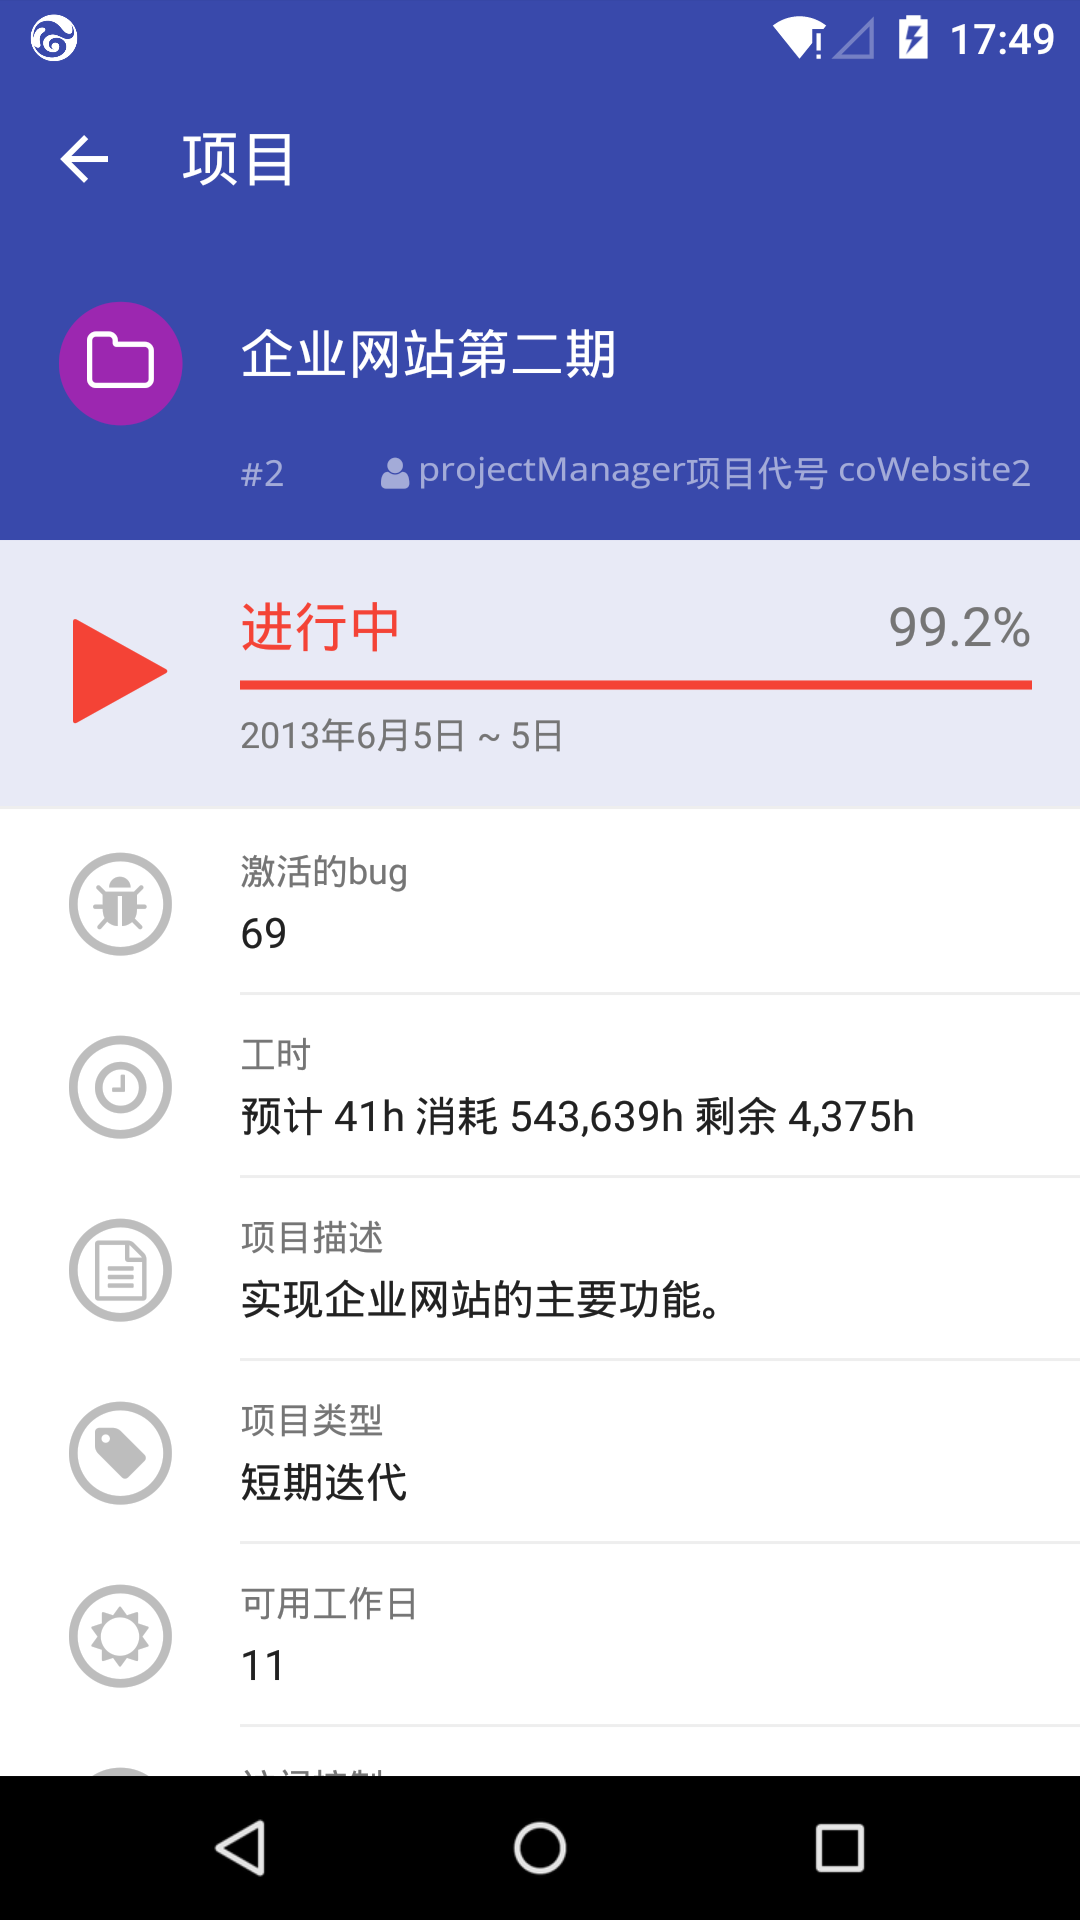 17:49
项目
企业网站第二期
#2 projectManager项目代号 coWebsite2
进行中 99.2%
2013年6月5日 ~ 5日
激活的bug
69
工时
预计 41h 消耗 543,639h 剩余 4,375h
项目描述
实现企业网站的主要功能。
项目类型
短期迭代
可用工作日
11